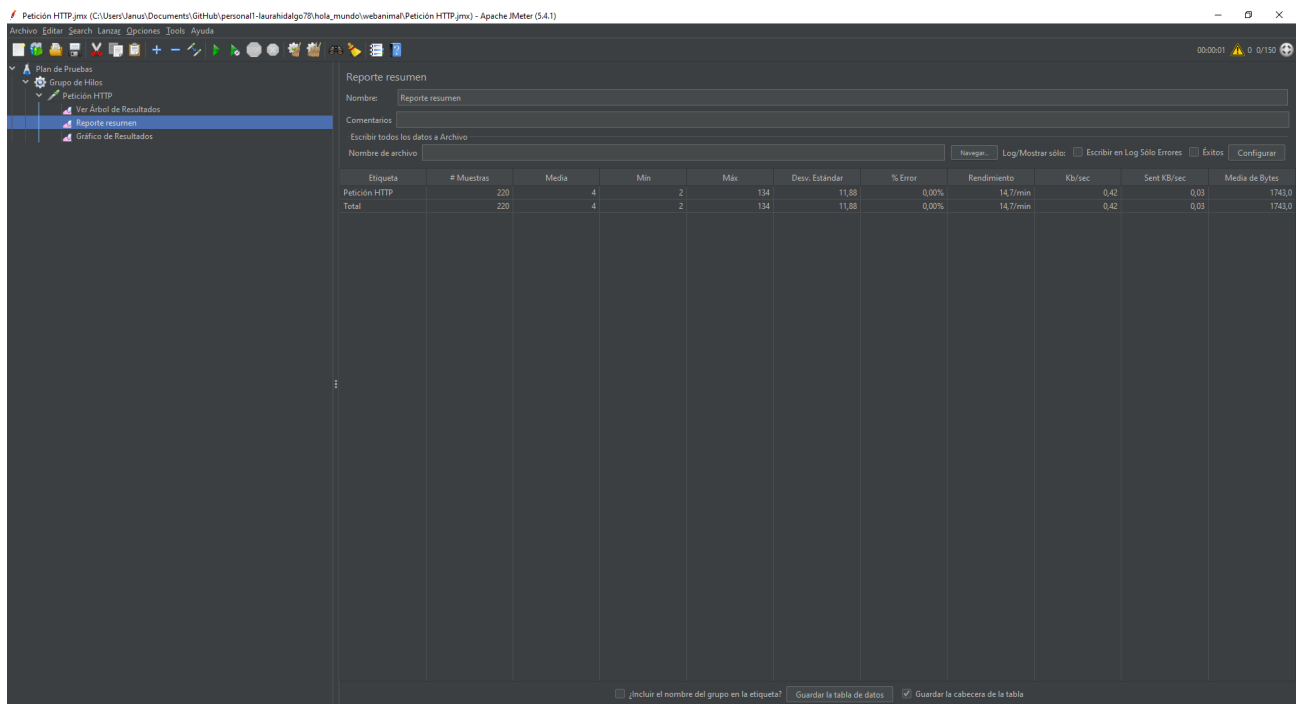 Petición HTTP.jmx (C:\Users\Janus\Documents\GitHub\personal1-laurahidalgo78\hola_mundo\webanimal\Petición HTTP.jmx) - Apache JMeter (5.4.1)
Archivo Editar Search Lanzar Opciones Tools Ayuda
00:00:01 0 0/150
Plan de Pruebas
Grupo de Hilos
Petición HTTP
Ver Árbol de Resultados
Reporte resumen
Gráfico de Resultados
Reporte resumen
Nombre: Reporte resumen
Comentarios
Escribir todos los datos a Archivo
Nombre de archivo Navegar... Log/Mostrar sólo: Escribir en Log Sólo Errores Éxitos Configurar
Etiqueta # Muestras Media Mín Máx Desv. Estándar % Error Rendimiento Kb/sec Sent KB/sec Media de Bytes
Petición HTTP 220 4 2 134 11,88 0,00% 14,7/min 0,42 0,03 1743,0
Total 220 4 2 134 11,88 0,00% 14,7/min 0,42 0,03 1743,0
¿Incluir el nombre del grupo en la etiqueta? Guardar la tabla de datos Guardar la cabecera de la tabla